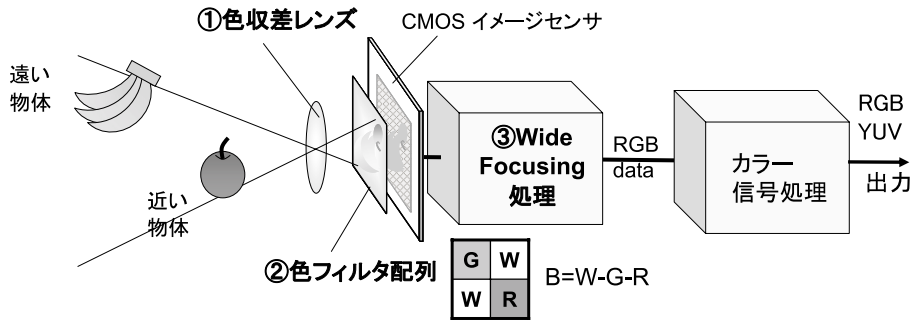 ①色収差レンズ
CMOS イメージセンサ
遠い
物体
近い
物体
②色フィルタ配列
③Wide
Focusing
処理
RGB
data
カラー
信号処理
RGB
YUV
出力
G W
W R
B=W-G-R